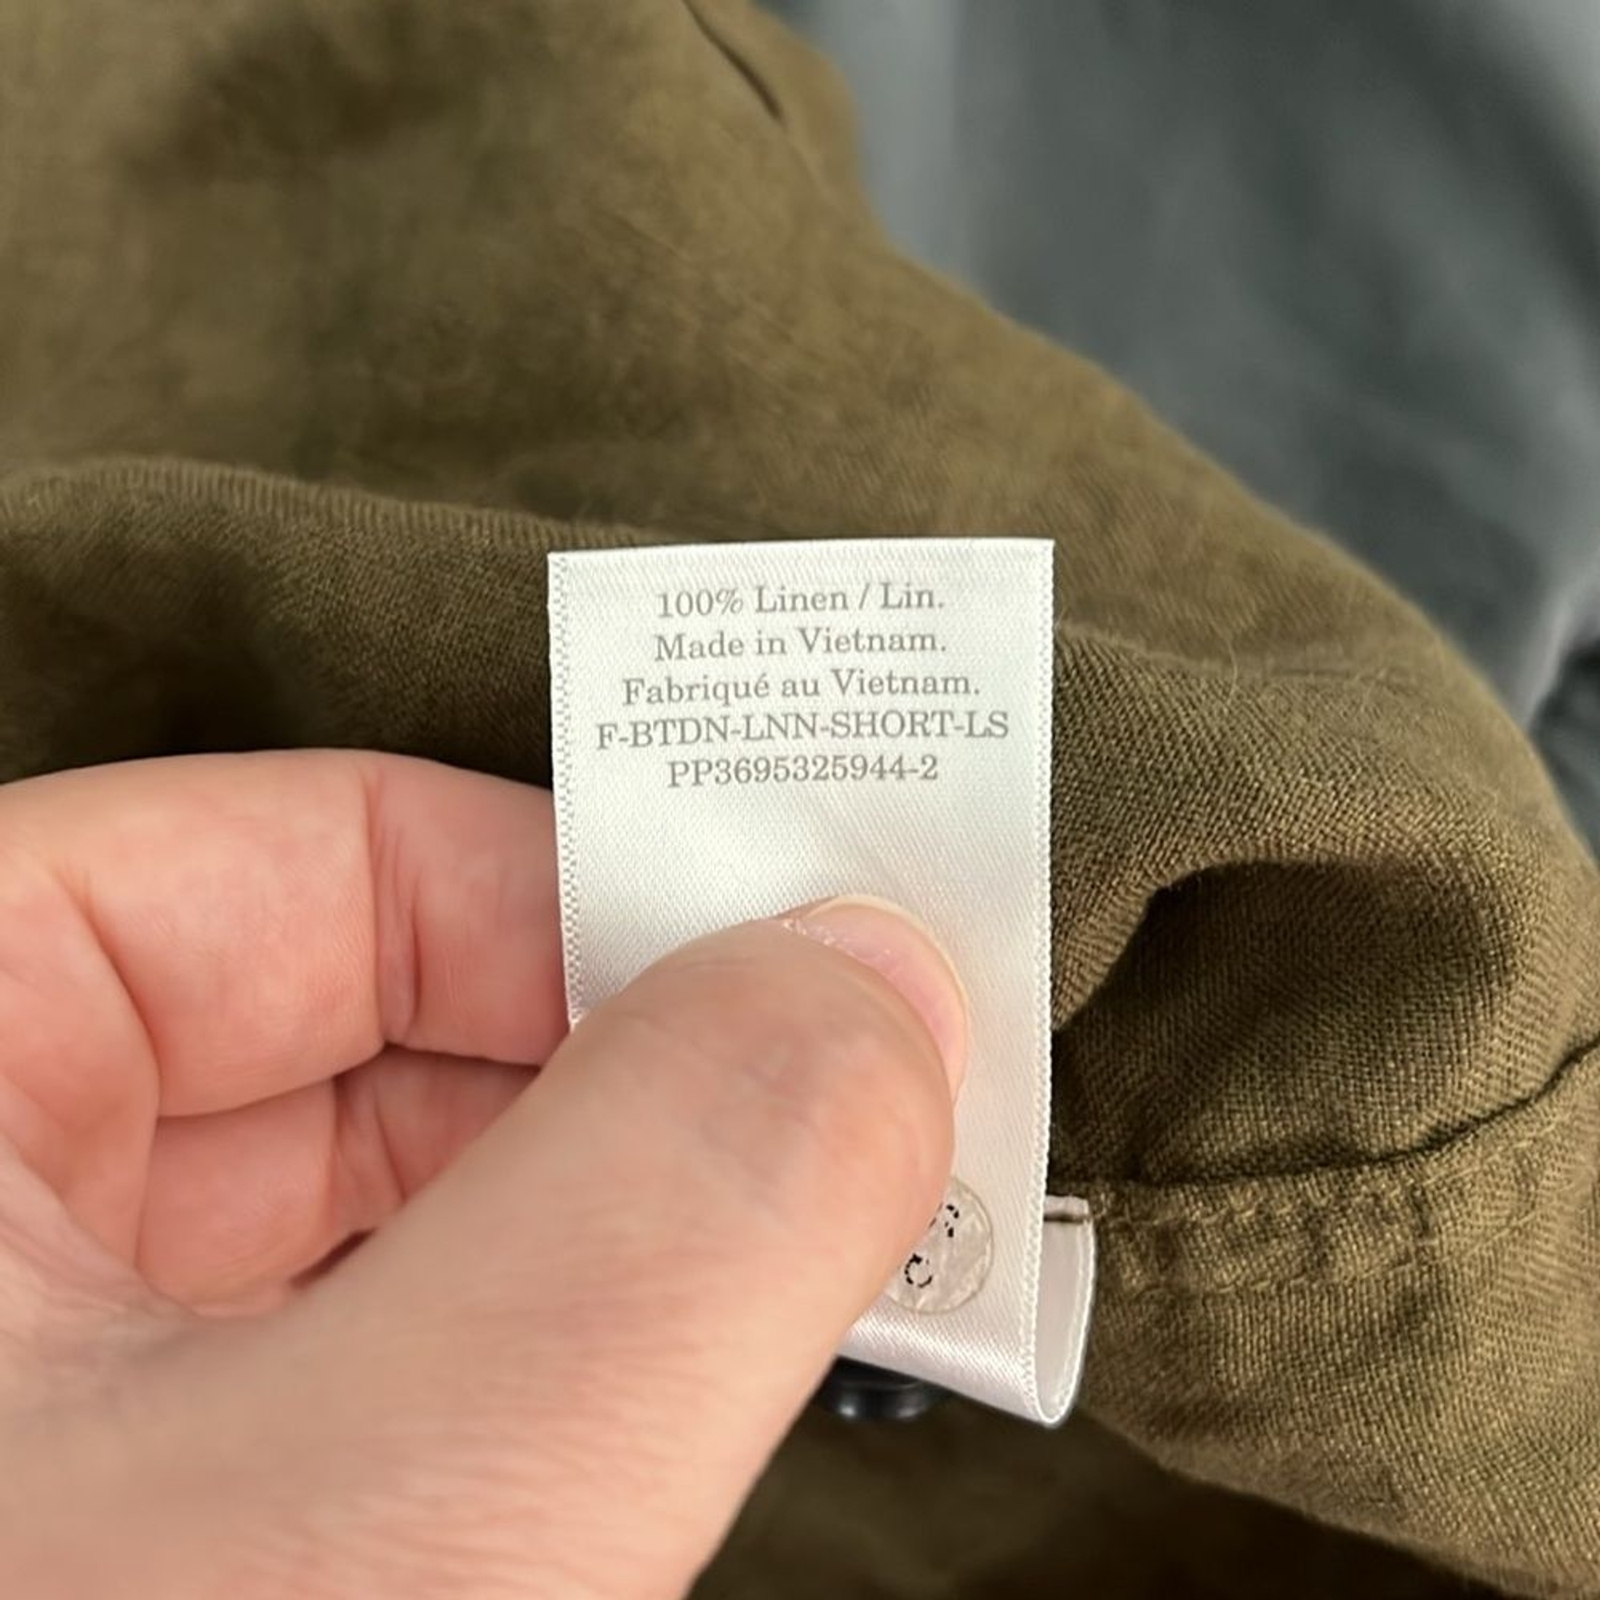 100% Linen / Lin.
Made in Vietnam.
Fabriqué au Vietnam.
F-BTDN-LNN-SHORT-LS
PP3695325944-2